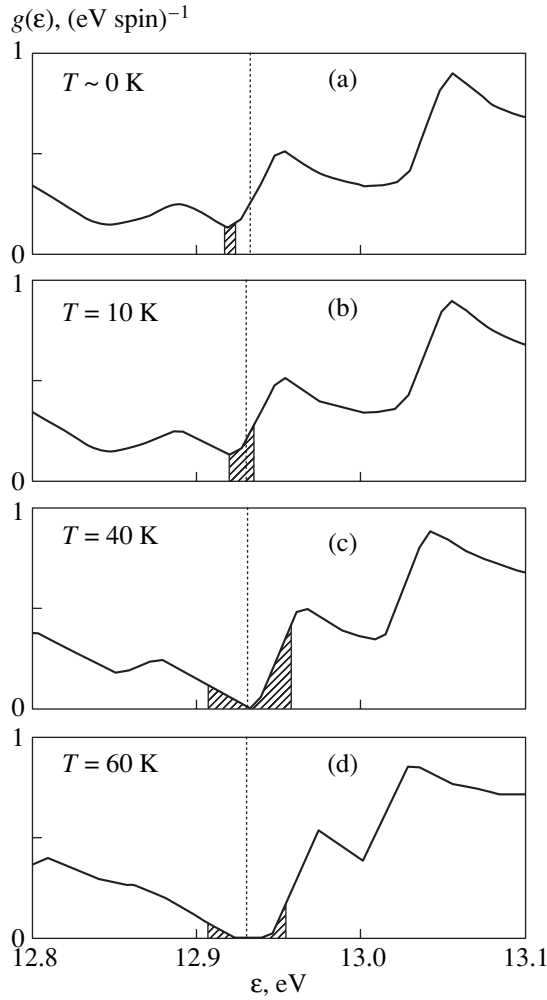 g(ε), (eV spin)⁻¹
1
T ~ 0 K
(a)
0
1
T = 10 K
(b)
0
1
T = 40 K
(c)
0
1
T = 60 K
(d)
0
12.8 12.9 13.0 13.1
ε, eV